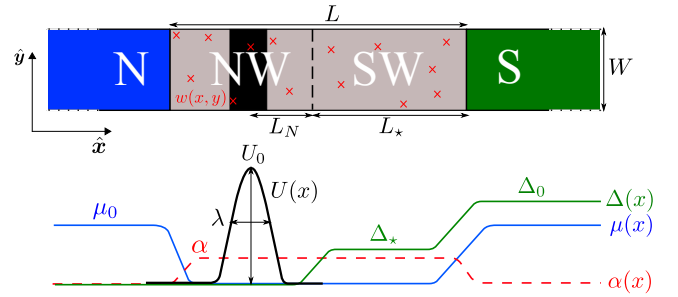 L
ŷ
N
NW
SW
S
W
w(x, y)
L_N
L_⋆
x̂
U_0
μ_0
U(x)
Δ_0
Δ(x)
λ
α
Δ_⋆
μ(x)
α(x)